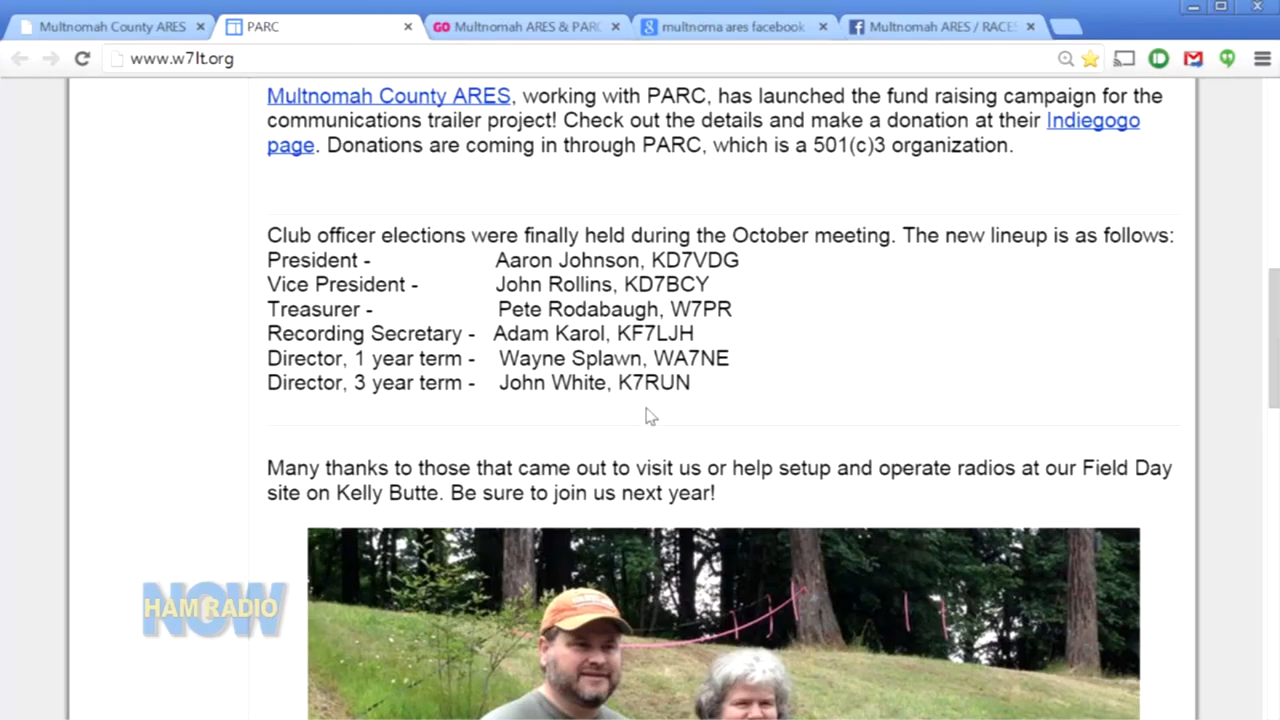 Multnomah County ARES
PARC
Multnomah ARES & PARC
multnoma ares facebook
Multnomah ARES / RACES
www.w7lt.org
Multnomah County ARES, working with PARC, has launched the fund raising campaign for the
communications trailer project! Check out the details and make a donation at their Indiegogo
page. Donations are coming in through PARC, which is a 501(c)3 organization.
Club officer elections were finally held during the October meeting. The new lineup is as follows:
President - Aaron Johnson, KD7VDG
Vice President - John Rollins, KD7BCY
Treasurer - Pete Rodabaugh, W7PR
Recording Secretary - Adam Karol, KF7LJH
Director, 1 year term - Wayne Splawn, WA7NE
Director, 3 year term - John White, K7RUN
Many thanks to those that came out to visit us or help setup and operate radios at our Field Day
site on Kelly Butte. Be sure to join us next year!
HAM RADIO
NOW